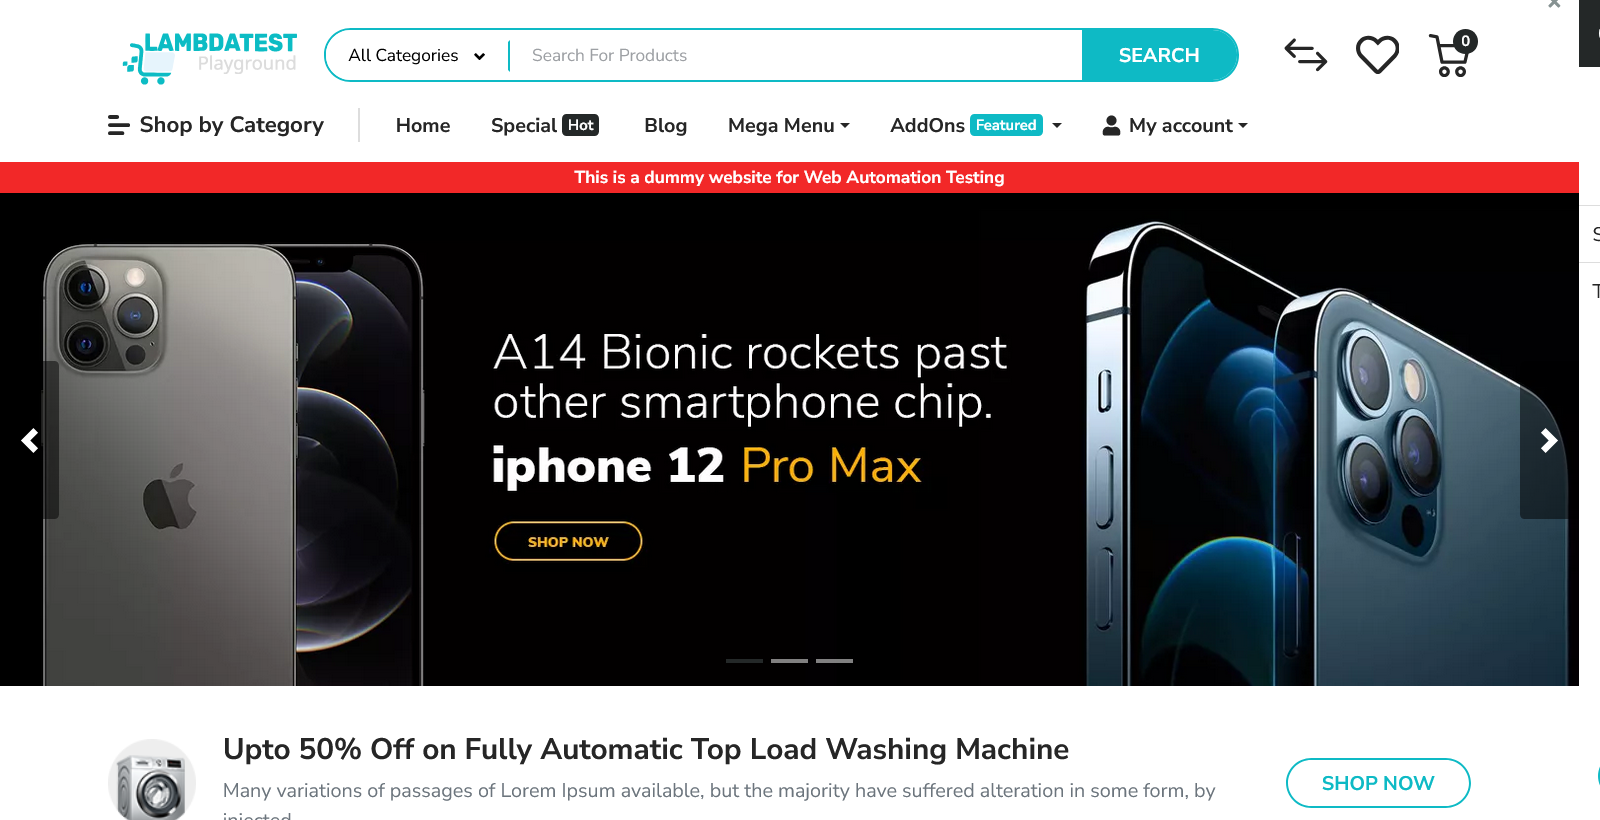 LAMBDATEST
Playground
All Categories
Search For Products
SEARCH
0
Shop by Category
Home
Special Hot
Blog
Mega Menu
AddOns Featured
My account
This is a dummy website for Web Automation Testing
A14 Bionic rockets past
other smartphone chip.
iphone 12 Pro Max
SHOP NOW
Upto 50% Off on Fully Automatic Top Load Washing Machine
Many variations of passages of Lorem Ipsum available, but the majority have suffered alteration in some form, by
injected
SHOP NOW